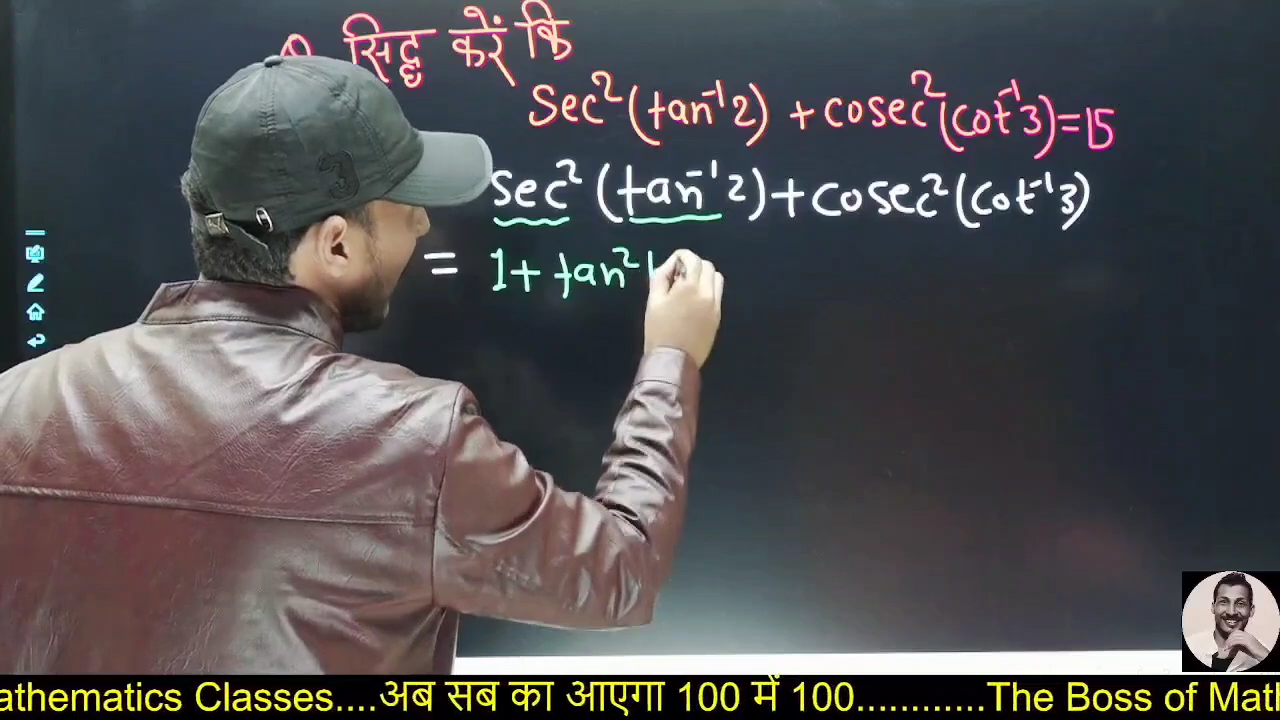 सिद्ध करें कि
sec²(tan⁻¹2) + cosec²(cot⁻¹3)=15
sec²(tan⁻¹2)+cosec²(cot⁻¹3)
= 1+ tan²
3
athematics Classes....अब सब का आएगा 100 में 100............The Boss of Mat